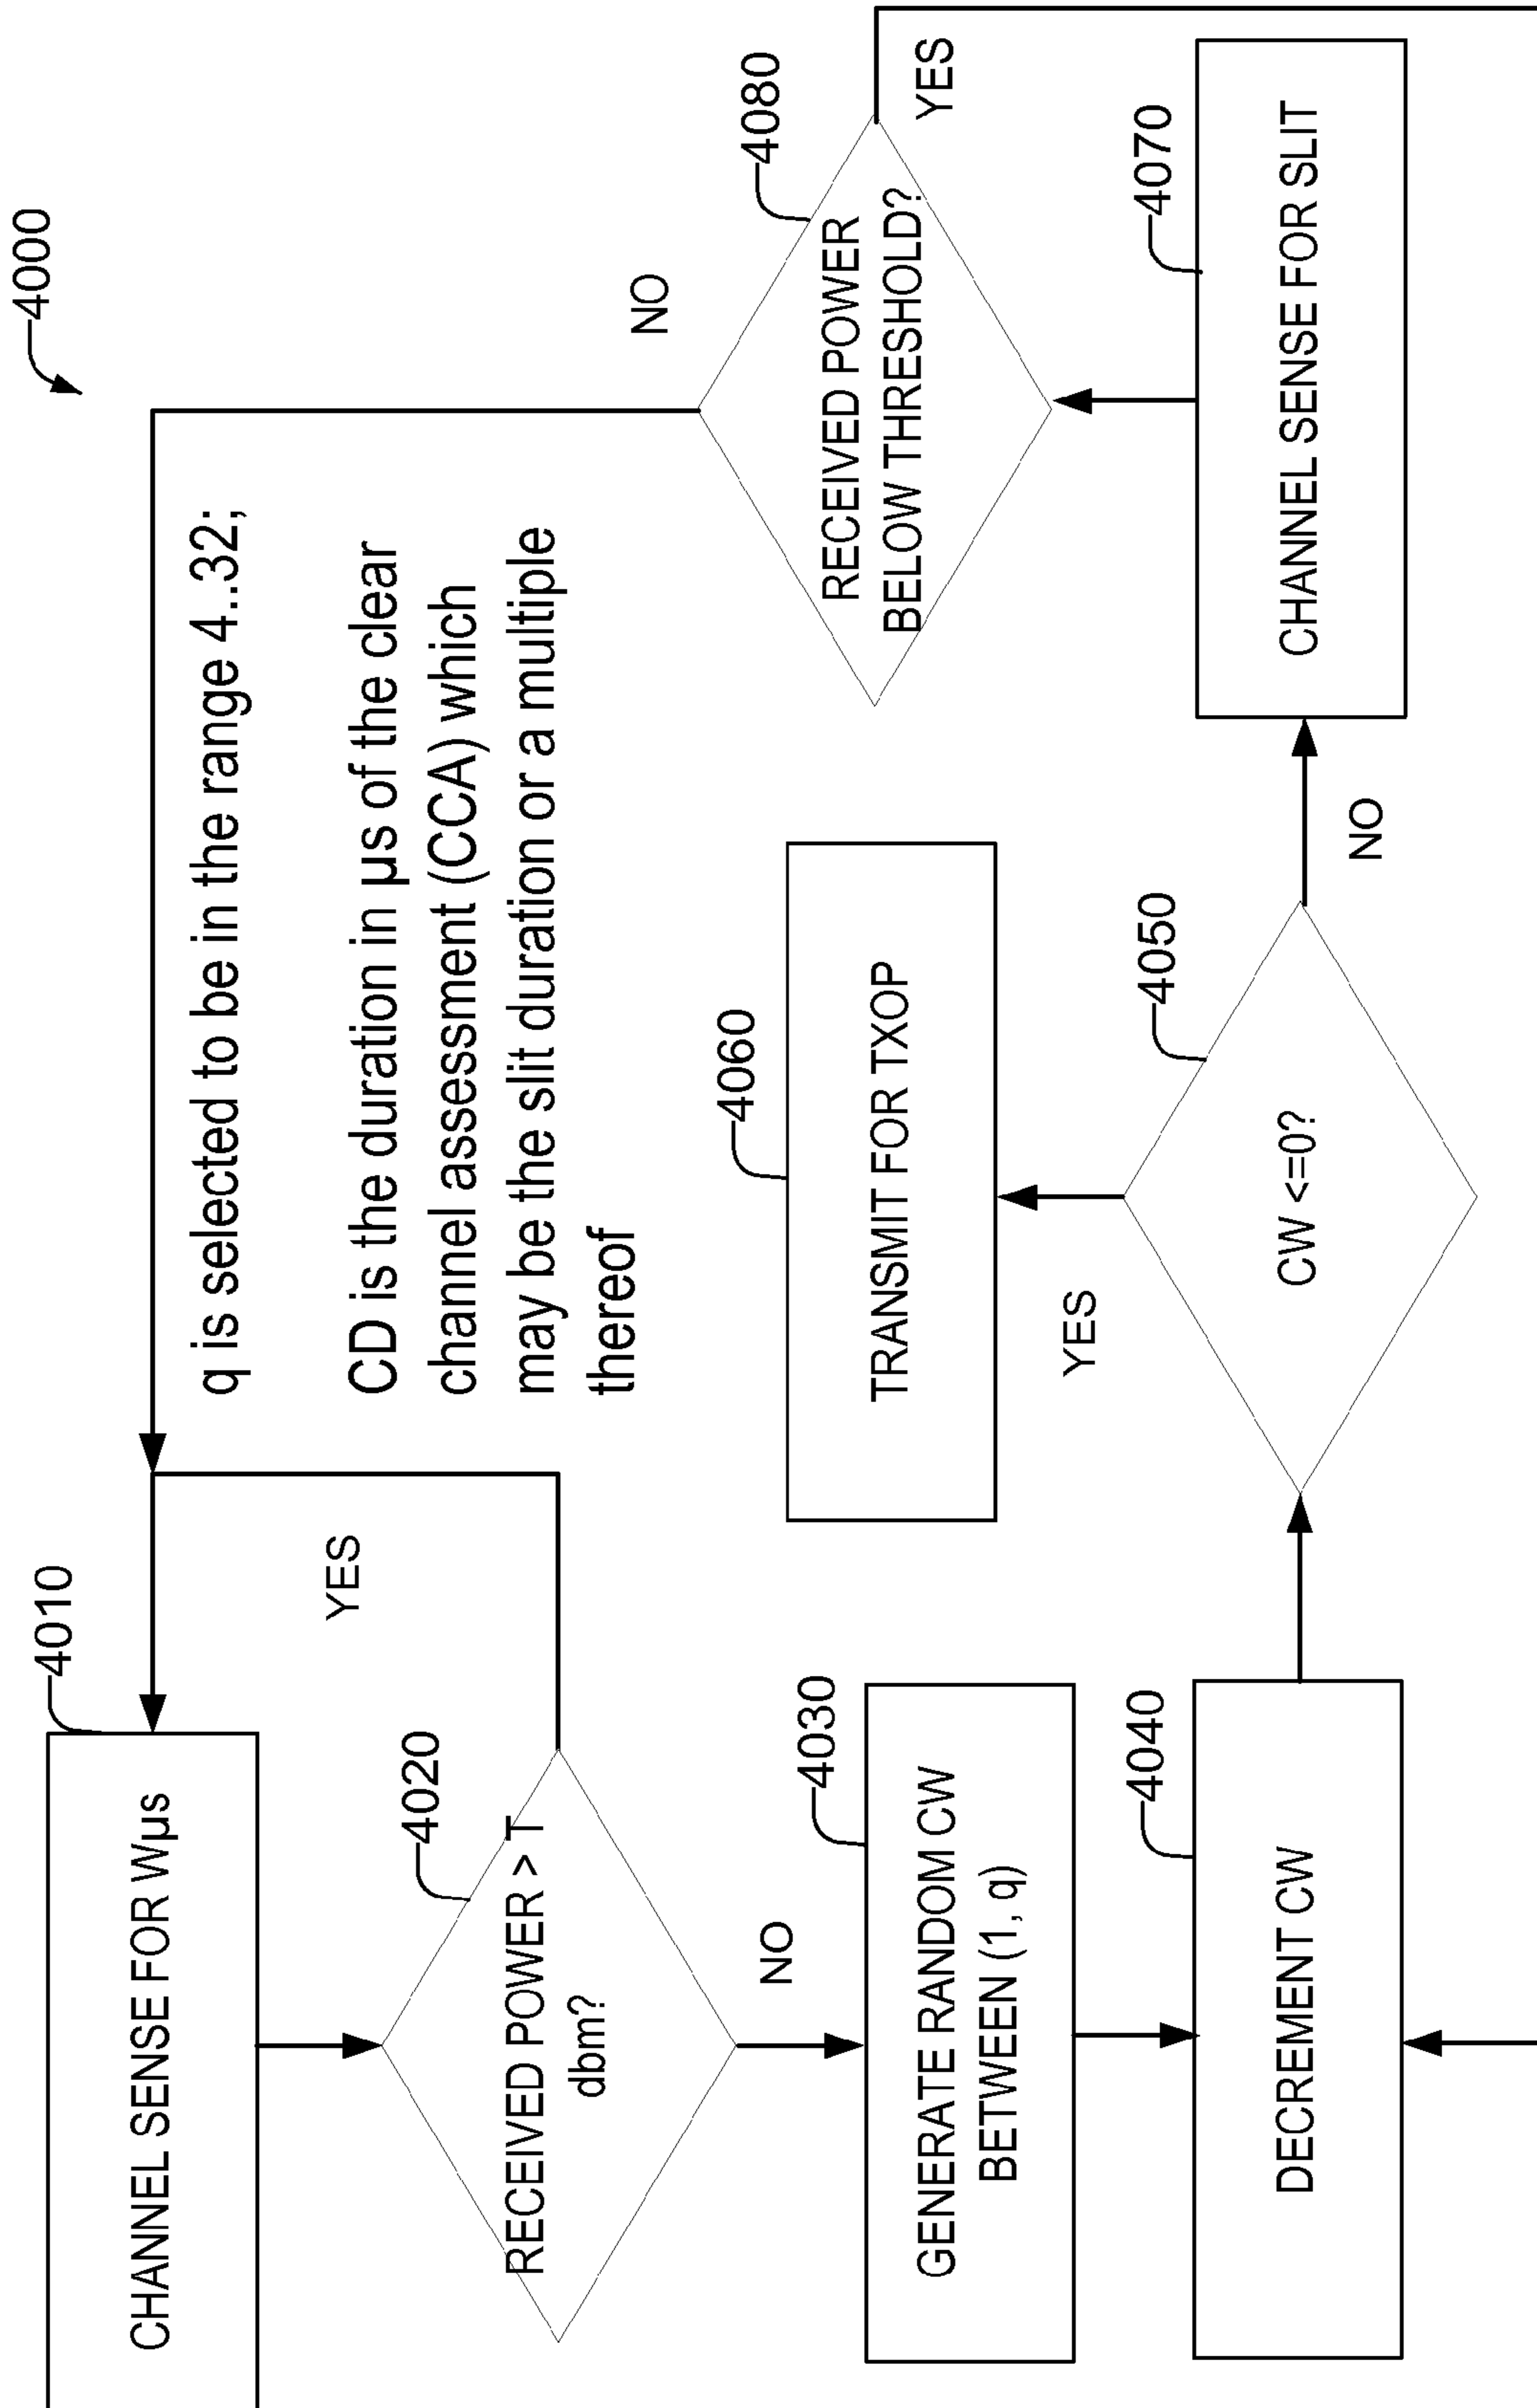 4000
4010
CHANNEL SENSE FOR Wµs
YES
4020
RECEIVED POWER > T
dbm?
NO
4030
GENERATE RANDOM CW
BETWEEN (1, q)
4040
DECREMENT CW
q is selected to be in the range 4..32;
CD is the duration in µs of the clear
channel assessment (CCA) which
may be the slit duration or a multiple
thereof
4060
TRANSMIT FOR TXOP
YES
4050
CW <=0?
NO
4070
CHANNEL SENSE FOR SLIT
4080
RECEIVED POWER
BELOW THRESHOLD?
NO
YES